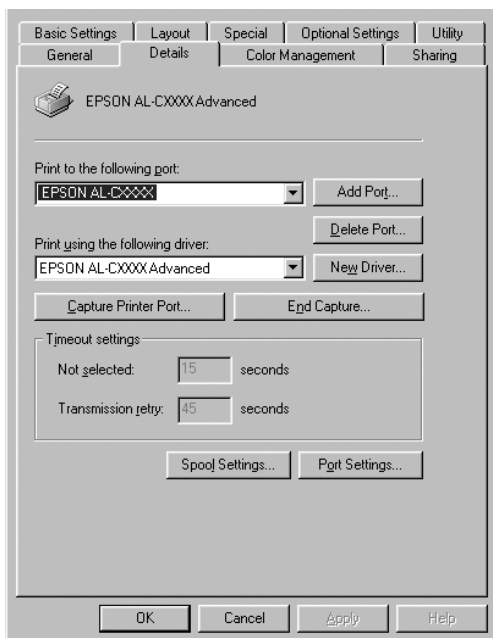 Basic Settings Layout Special Optional Settings Utility
General Details Color Management Sharing
EPSON AL-CXXXX Advanced
Print to the following port:
EPSON AL-CXXXX Add Port...
Delete Port...
Print using the following driver:
EPSON AL-CXXXX Advanced New Driver...
Capture Printer Port... End Capture...
Timeout settings
Not selected: 15 seconds
Transmission retry: 45 seconds
Spool Settings... Port Settings...
OK Cancel Apply Help